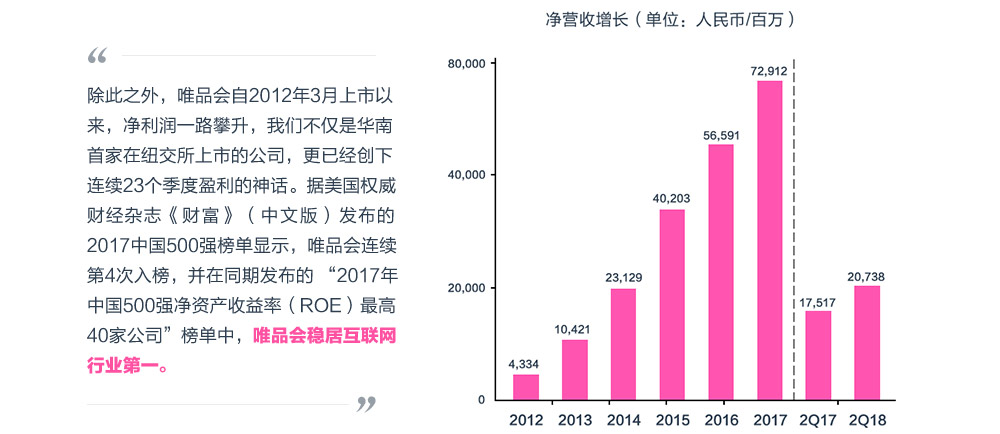 净营收增长（单位：人民币/百万）
“
除此之外，唯品会自2012年3月上市以
来，净利润一路攀升，我们不仅是华南
首家在纽交所上市的公司，更已经创下
连续23个季度盈利的神话。据美国权威
财经杂志《财富》（中文版）发布的
2017中国500强榜单显示，唯品会连续
第4次入榜，并在同期发布的 “2017年
中国500强净资产收益率（ROE）最高
40家公司”榜单中，唯品会稳居互联网
行业第一。
”
80,000
40,000
20,000
0
4,334
10,421
23,129
40,203
56,591
72,912
17,517
20,738
2012
2013
2014
2015
2016
2017
2Q17
2Q18